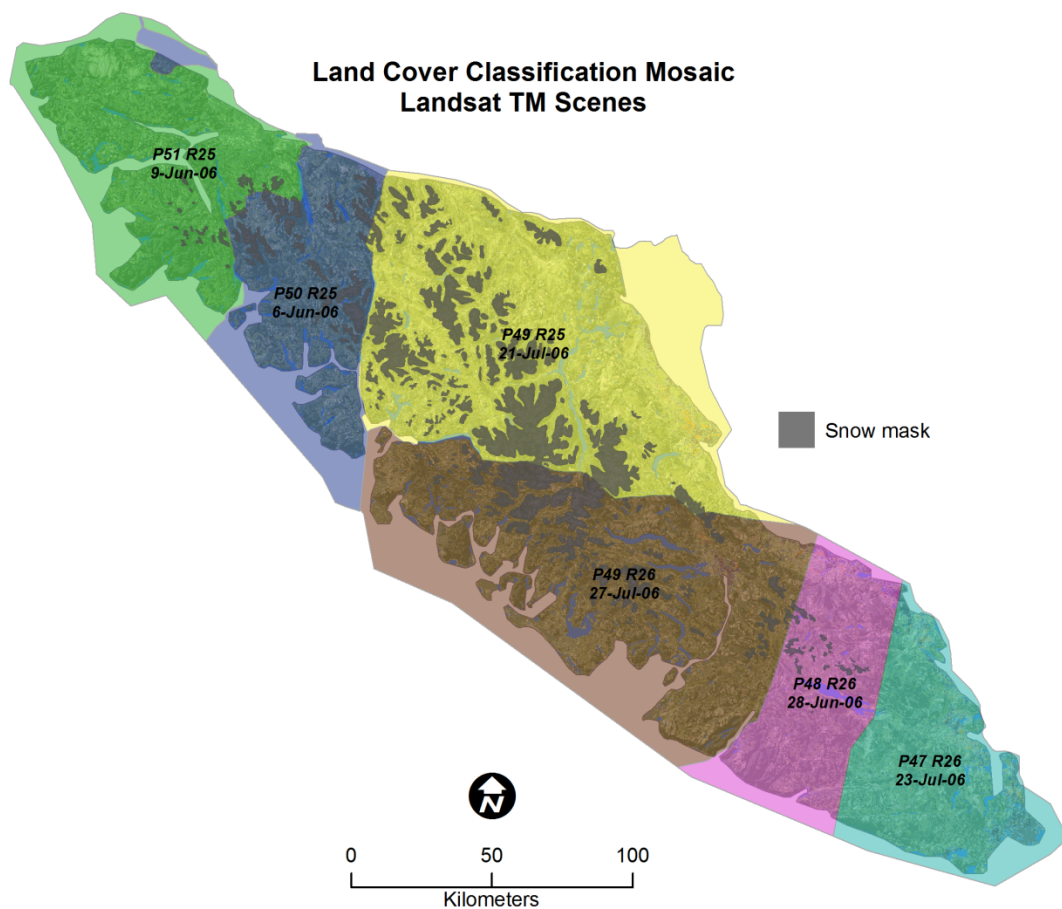 Land Cover Classification Mosaic
Landsat TM Scenes
P51 R25
9-Jun-06
P50 R25
6-Jun-06
P49 R25
21-Jul-06
Snow mask
P49 R26
27-Jul-06
P48 R26
28-Jun-06
P47 R26
23-Jul-06
N
0 50 100
Kilometers